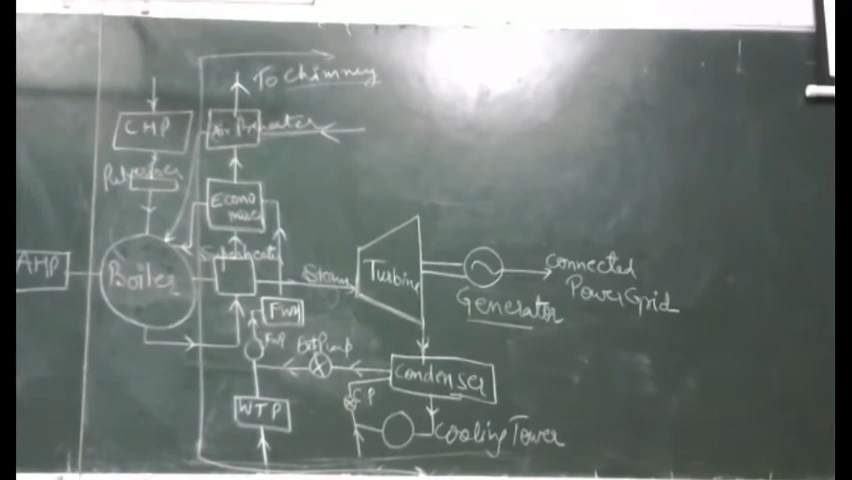 To Chimney
CHP
Air Preheater
Pulveriser
Economiser
Superheater
AHP
Boiler
Steam
Turbine
connected
Power Grid
Generator
FWH
FWP
Ext Pump
Condenser
CP
WTP
Cooling Tower